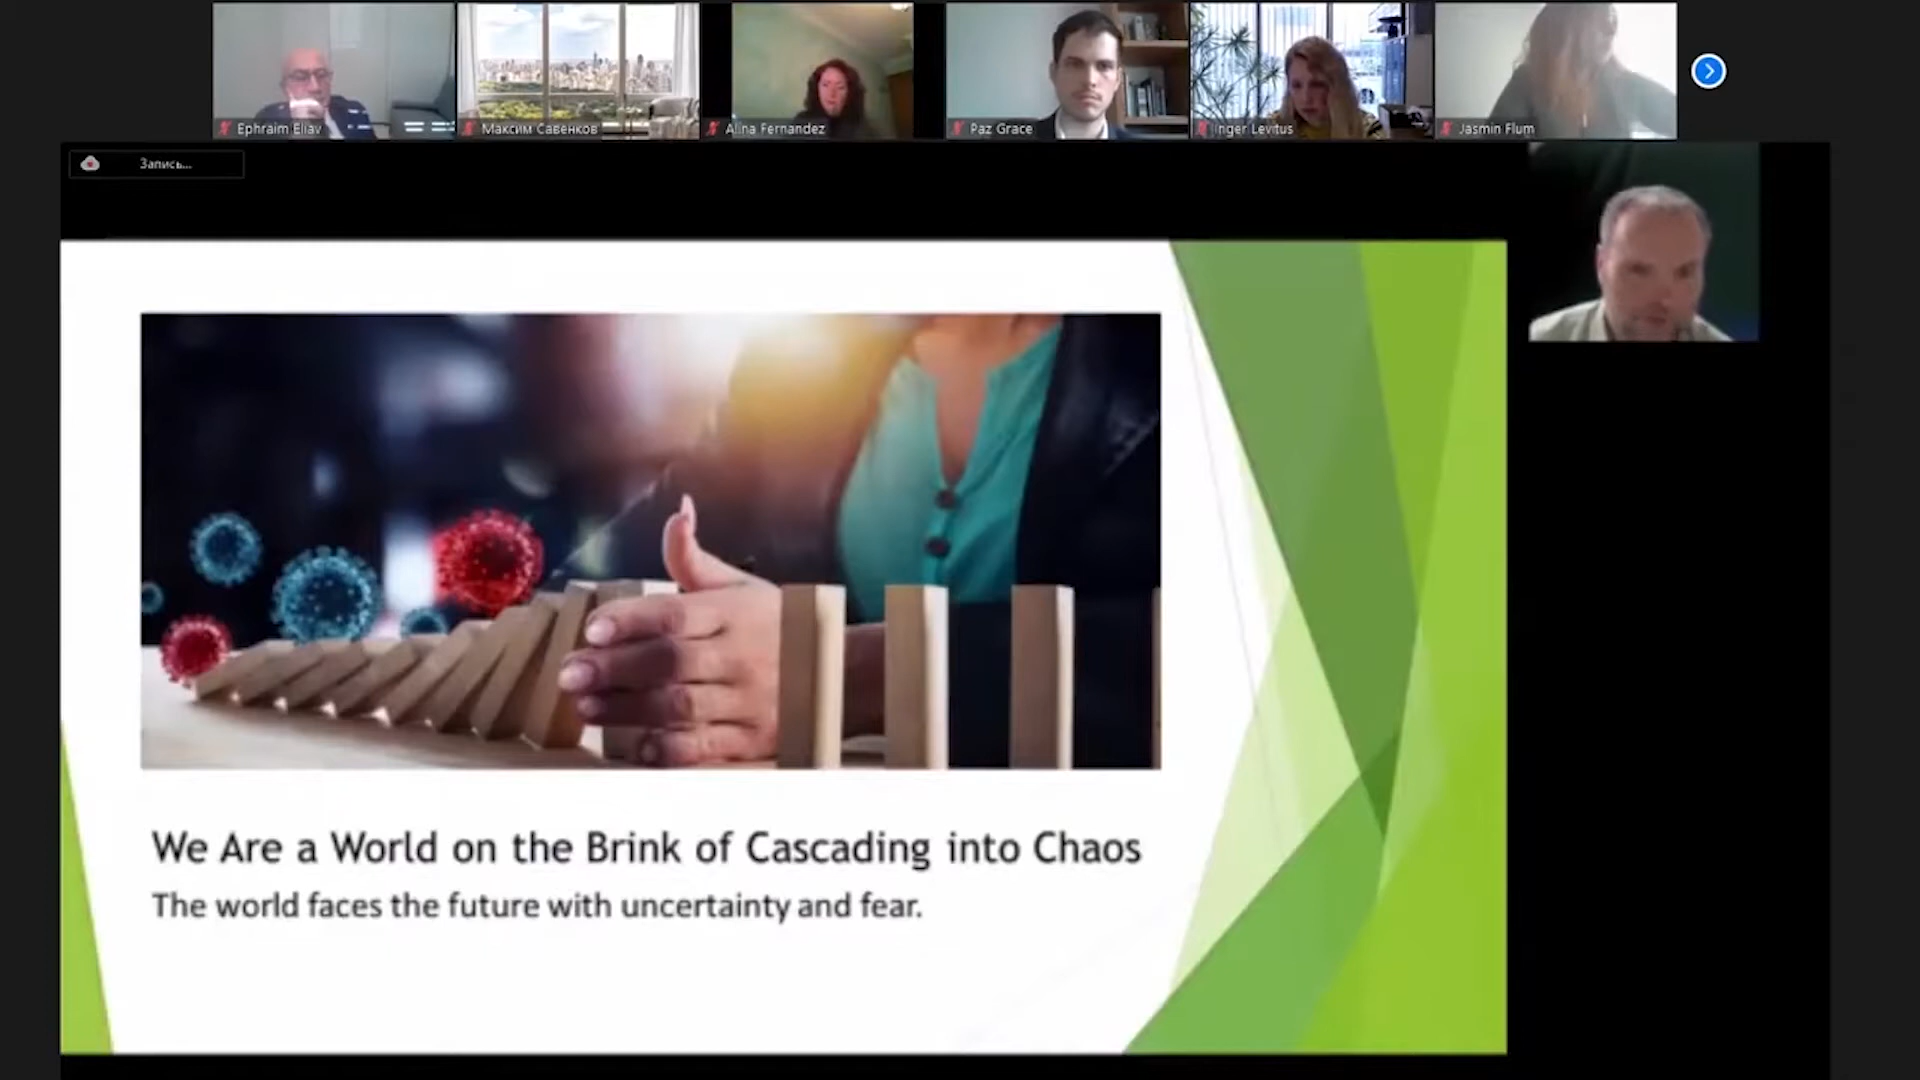 Ephraim Eliav
Максим Савенков
Alina Fernandez
Paz Grace
Inger Levitus
Jasmin Flum
Запись...
We Are a World on the Brink of Cascading into Chaos
The world faces the future with uncertainty and fear.